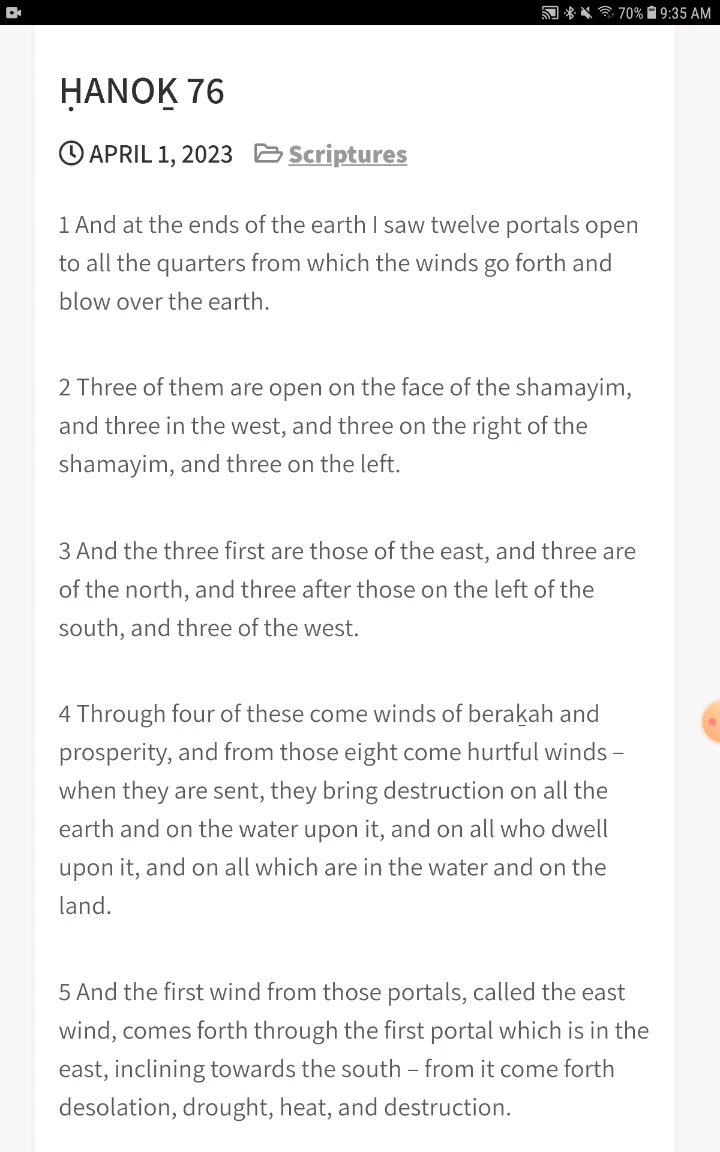 70% 9:35 AM
ḤANOḴ 76
APRIL 1, 2023 Scriptures
1 And at the ends of the earth I saw twelve portals open
to all the quarters from which the winds go forth and
blow over the earth.
2 Three of them are open on the face of the shamayim,
and three in the west, and three on the right of the
shamayim, and three on the left.
3 And the three first are those of the east, and three are
of the north, and three after those on the left of the
south, and three of the west.
4 Through four of these come winds of beraḵah and
prosperity, and from those eight come hurtful winds –
when they are sent, they bring destruction on all the
earth and on the water upon it, and on all who dwell
upon it, and on all which are in the water and on the
land.
5 And the first wind from those portals, called the east
wind, comes forth through the first portal which is in the
east, inclining towards the south – from it come forth
desolation, drought, heat, and destruction.